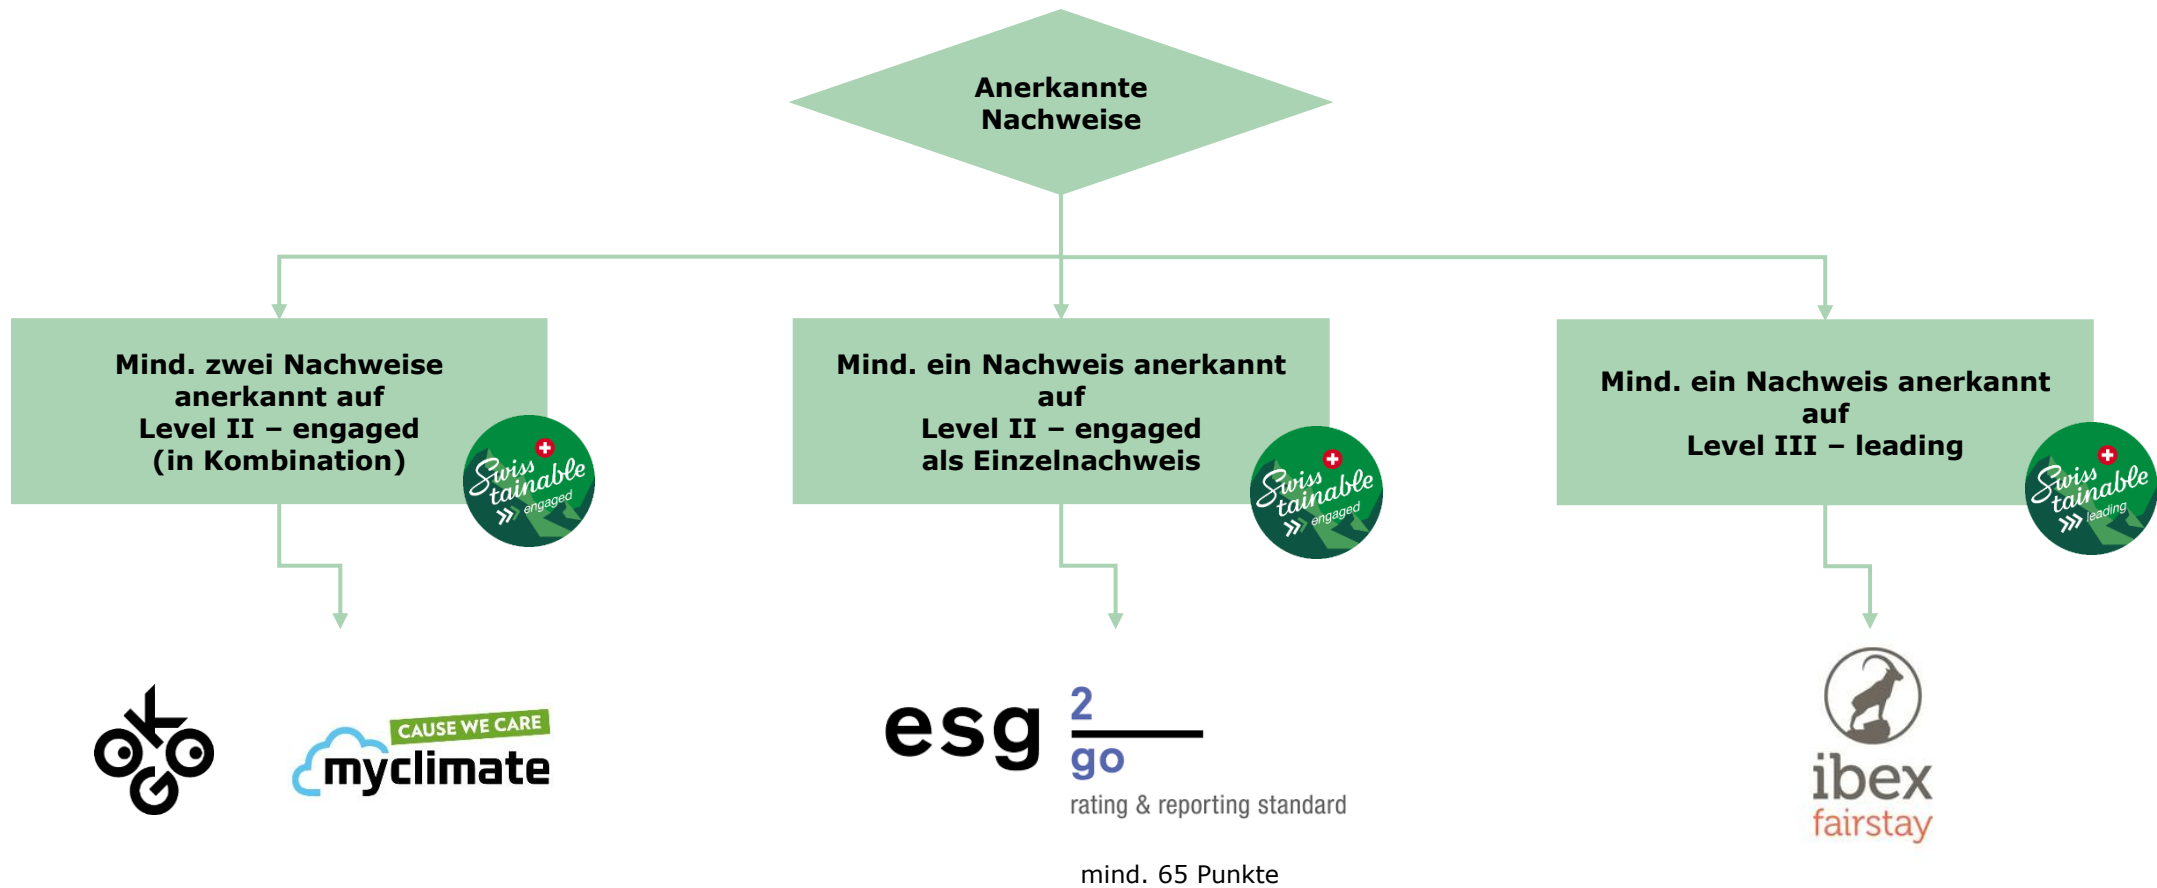 Anerkannte
Nachweise
Mind. zwei Nachweise
anerkannt auf
Level II – engaged
(in Kombination)
Swiss
tainable
engaged
Mind. ein Nachweis anerkannt
auf
Level II – engaged
als Einzelnachweis
Swiss
tainable
engaged
Mind. ein Nachweis anerkannt
auf
Level III – leading
Swiss
tainable
leading
OKGO
CAUSE WE CARE
myclimate
esg 2
go
rating & reporting standard
mind. 65 Punkte
ibex
fairstay